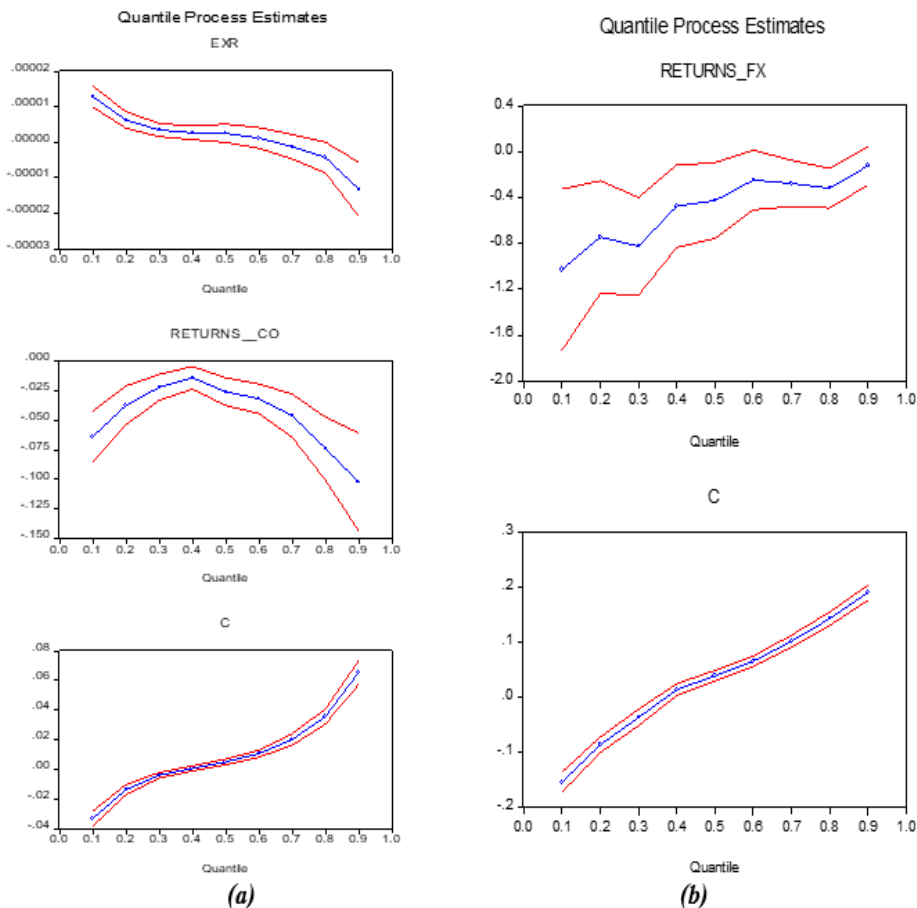 Quantile Process Estimates
EXR
.00002
.00001
.00000
-.00001
-.00002
-.00003
0.0 0.1 0.2 0.3 0.4 0.5 0.6 0.7 0.8 0.9 1.0
Quantile
RETURNS__CO
.000
-.025
-.050
-.075
-.100
-.125
-.150
0.0 0.1 0.2 0.3 0.4 0.5 0.6 0.7 0.8 0.9 1.0
Quantile
C
.08
.06
.04
.02
.00
-.02
-.04
0.0 0.1 0.2 0.3 0.4 0.5 0.6 0.7 0.8 0.9 1.0
Quantile
(a)
Quantile Process Estimates
RETURNS_FX
0.4
0.0
-0.4
-0.8
-1.2
-1.6
-2.0
0.0 0.1 0.2 0.3 0.4 0.5 0.6 0.7 0.8 0.9 1.0
Quantile
C
.3
.2
.1
.0
-.1
-.2
0.0 0.1 0.2 0.3 0.4 0.5 0.6 0.7 0.8 0.9 1.0
Quantile
(b)